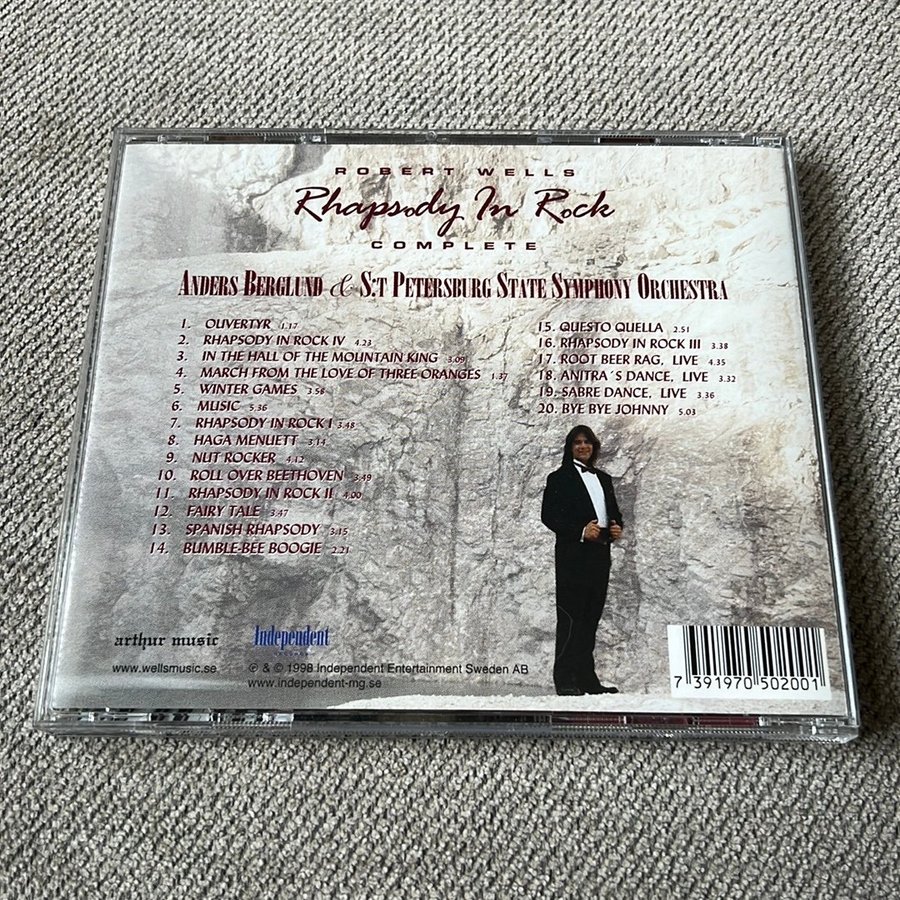 ROBERT WELLS
Rhapsody In Rock
COMPLETE
ANDERS BERGLUND & S:T PETERSBURG STATE SYMPHONY ORCHESTRA
1. OUVERTYR 1.17
2. RHAPSODY IN ROCK IV 4.23
3. IN THE HALL OF THE MOUNTAIN KING 3.09
4. MARCH FROM THE LOVE OF THREE ORANGES 1.37
5. WINTER GAMES 3.58
6. MUSIC 5.36
7. RHAPSODY IN ROCK I 3.48
8. HAGA MENUETT 3.14
9. NUT ROCKER 4.12
10. ROLL OVER BEETHOVEN 3.49
11. RHAPSODY IN ROCK II 4.00
12. FAIRY TALE 3.47
13. SPANISH RHAPSODY 3.15
14. BUMBLE-BEE BOOGIE 2.21
15. QUESTO QUELLA 2.51
16. RHAPSODY IN ROCK III 3.38
17. ROOT BEER RAG, LIVE 4.35
18. ANITRA´S DANCE, LIVE 3.32
19. SABRE DANCE, LIVE 3.36
20. BYE BYE JOHNNY 5.03
arthur music
www.wellsmusic.se
Independent
RECORDS
℗ & © 1998 Independent Entertainment Sweden AB
www.independent-mg.se
7 391970 502001